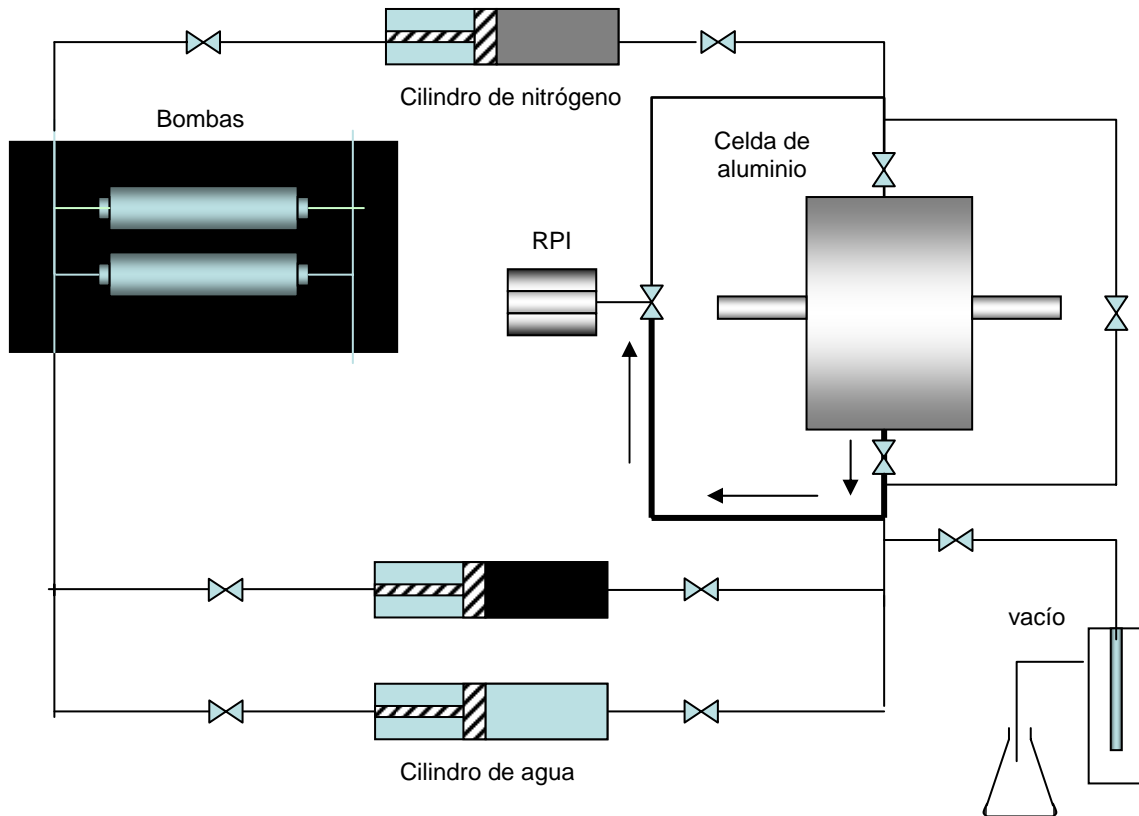 Cilindro de nitrógeno
Bombas
Celda de
aluminio
RPI
vacío
Cilindro de agua